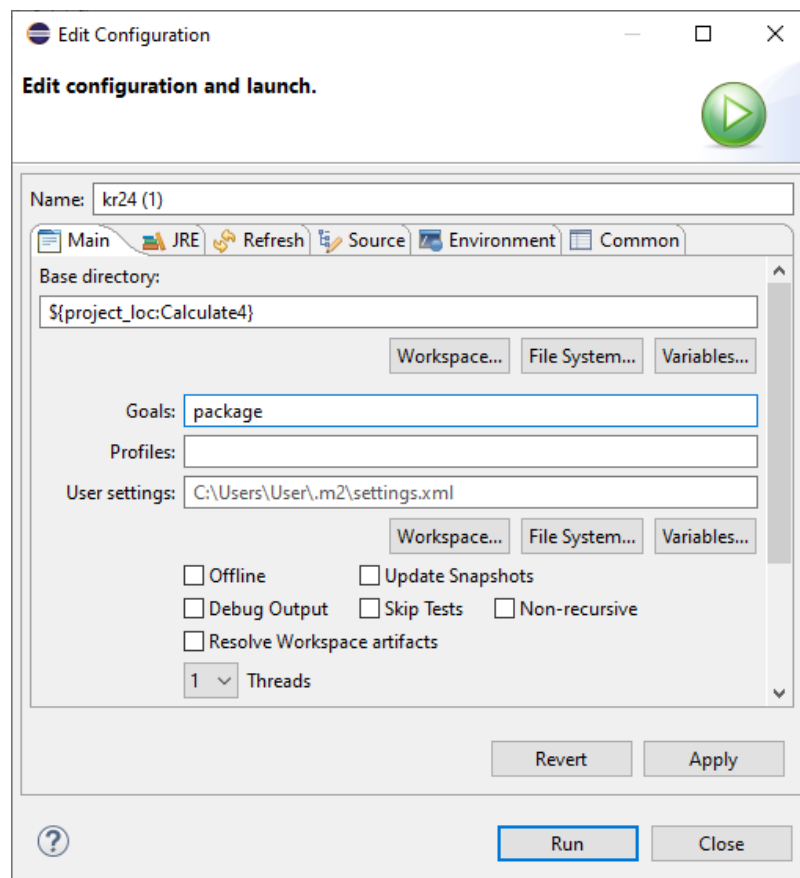 Edit Configuration
Edit configuration and launch.
Name: kr24 (1)
Main JRE Refresh Source Environment Common
Base directory:
${project_loc:Calculate4}
Workspace... File System... Variables...
Goals: package
Profiles:
User settings: C:\Users\User\.m2\settings.xml
Workspace... File System... Variables...
Offline Update Snapshots
Debug Output Skip Tests Non-recursive
Resolve Workspace artifacts
1 Threads
Revert Apply
? Run Close